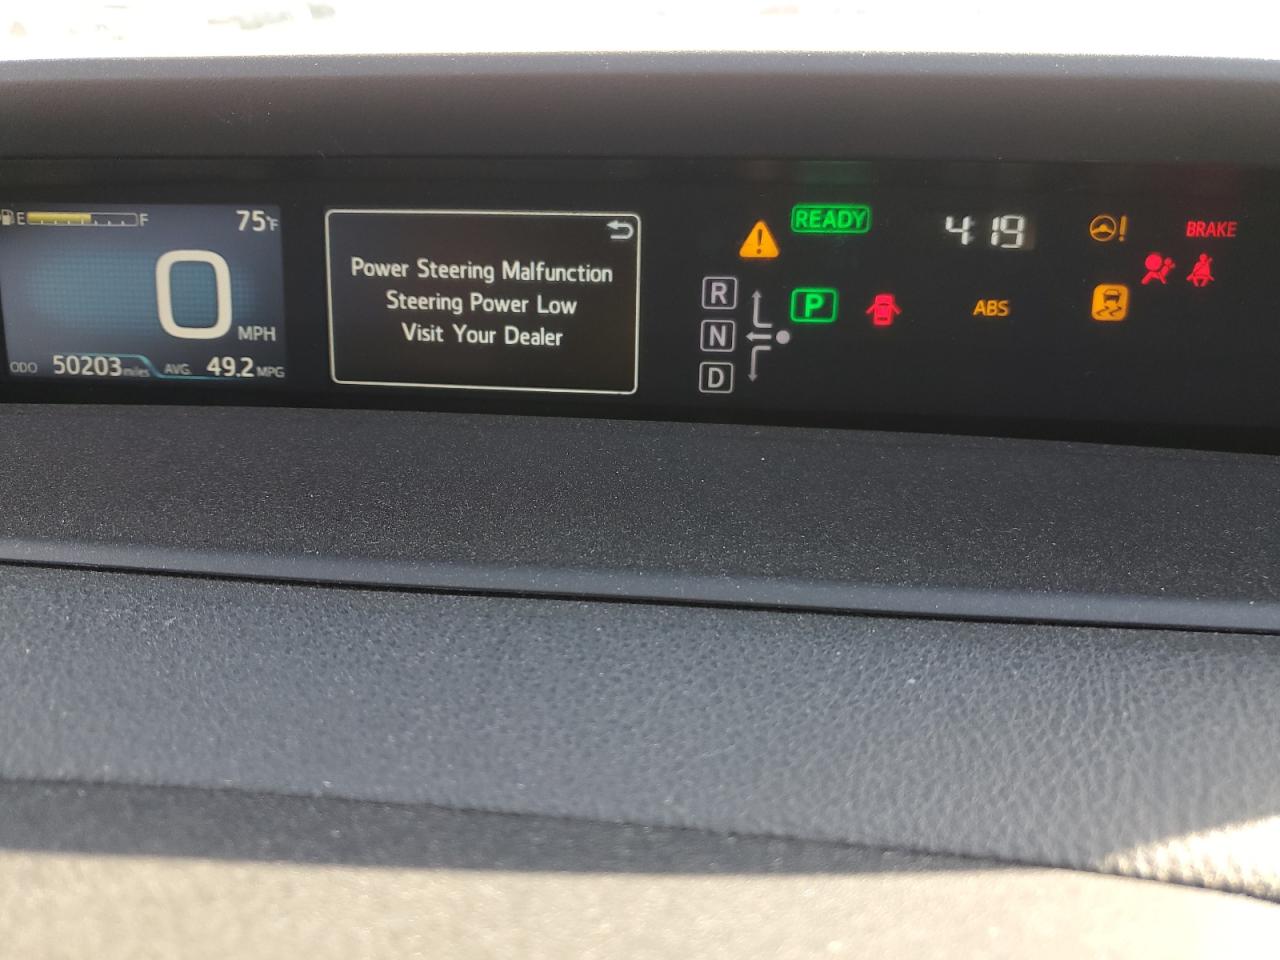 E F 75°F
0 MPH
ODO 50203 miles AVG. 49.2 MPG
Power Steering Malfunction
Steering Power Low
Visit Your Dealer
READY
R
N
D
P
4:19
ABS
!
BRAKE